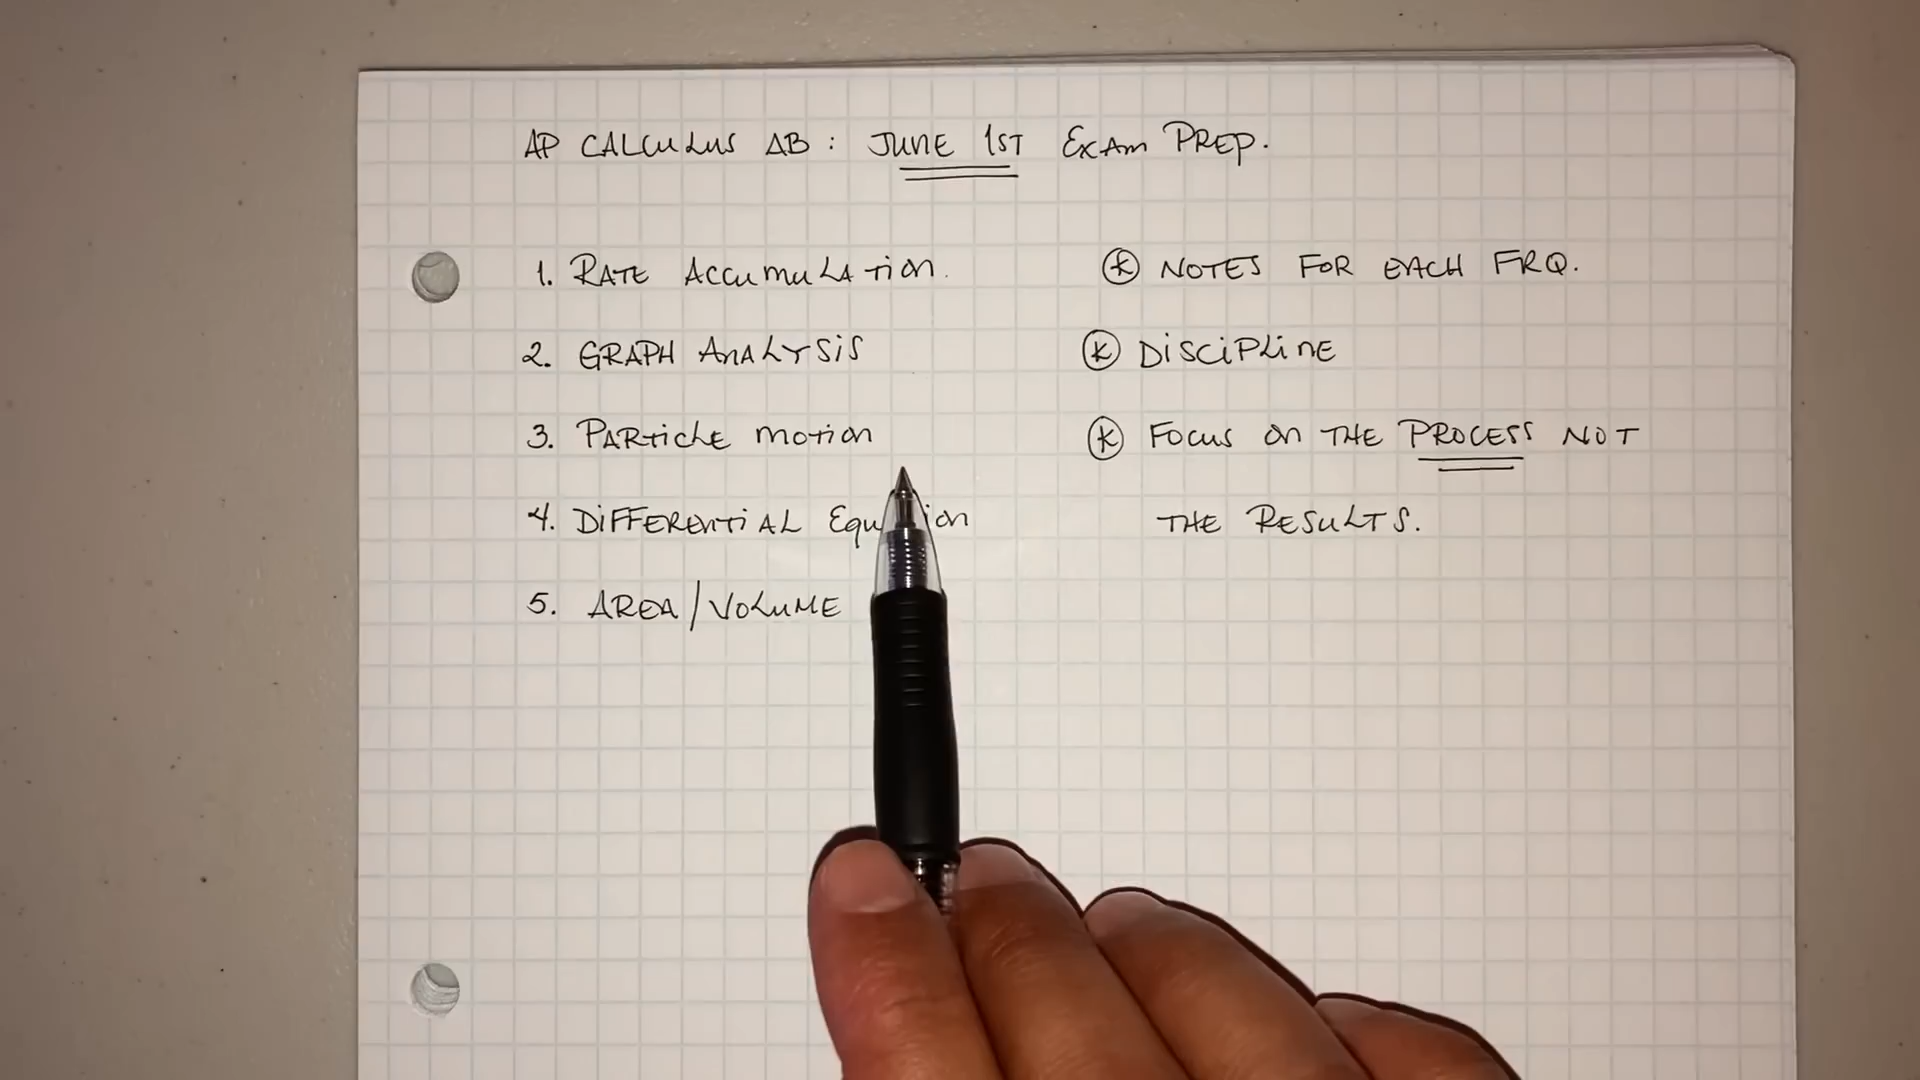 AP CALCULUS AB: JUNE 1ST EXAM PREP.
1. RATE ACCUMULATION.
2. GRAPH ANALYSIS
3. PARTICLE MOTION
4. DIFFERENTIAL
5. AREA/VOLUME
* NOTES FOR EACH FRQ.
* DISCIPLINE
* FOCUS ON THE PROCESS NOT
THE RESULTS.